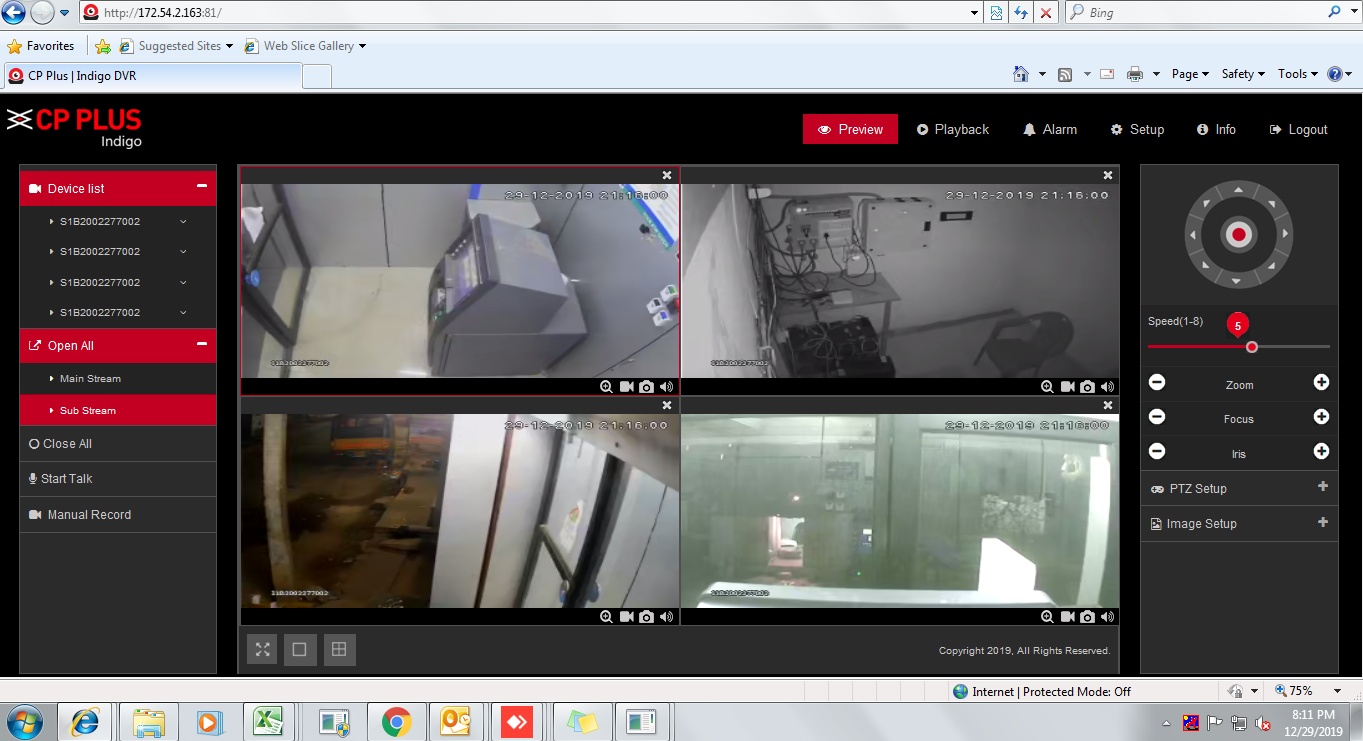 http://172.54.2.163:81/
Bing
Favorites
Suggested Sites
Web Slice Gallery
CP Plus | Indigo DVR
Page
Safety
Tools
CP PLUS
Indigo
Preview
Playback
Alarm
Setup
Info
Logout
Device list
S1B2002277002
S1B2002277002
S1B2002277002
S1B2002277002
Open All
Main Stream
Sub Stream
Close All
Start Talk
Manual Record
29-12-2019 21:16:00
29-12-2019 21:16:00
29-12-2019 21:16:00
29-12-2019 21:16:00
Speed(1-8)
5
Zoom
Focus
Iris
PTZ Setup
Image Setup
Copyright 2019, All Rights Reserved.
Internet | Protected Mode: Off
75%
8:11 PM
12/29/2019